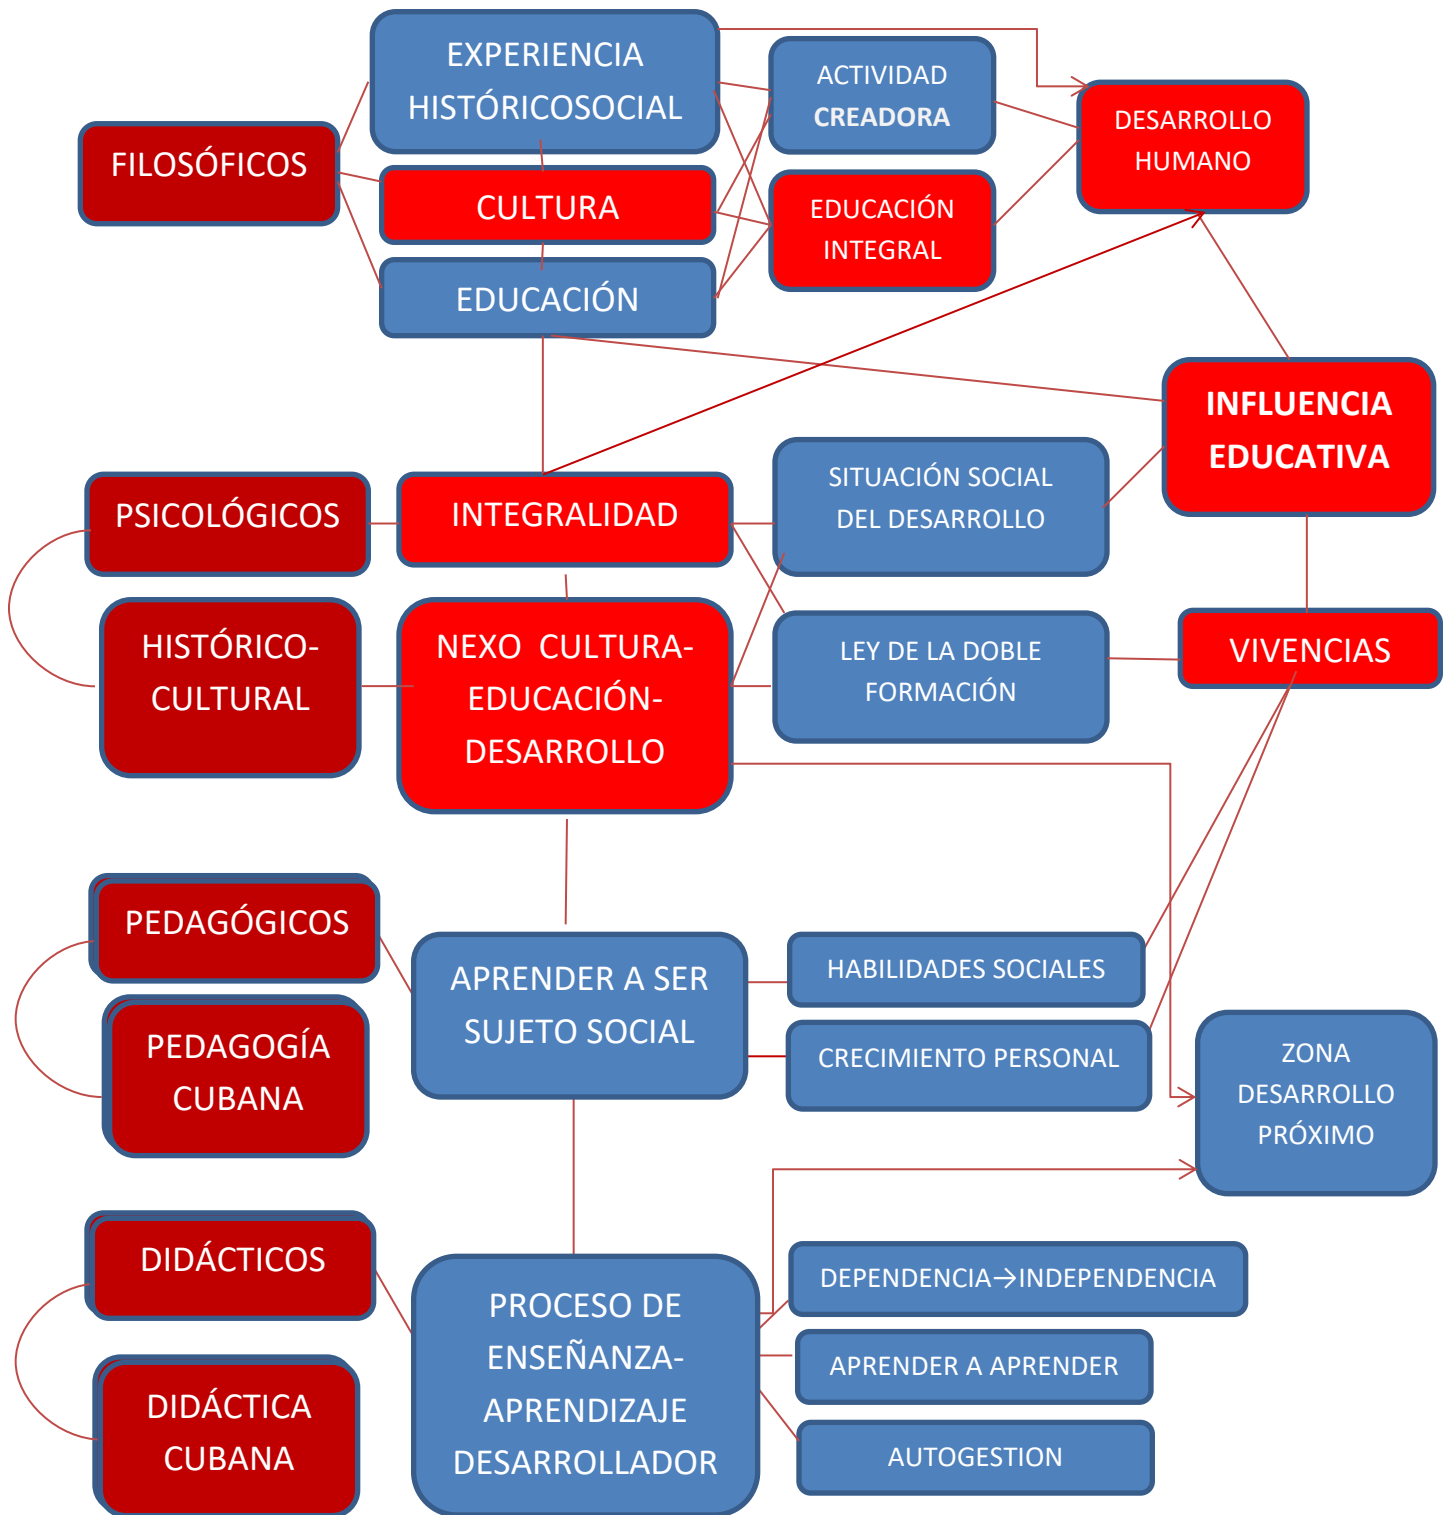 EXPERIENCIA
HISTÓRICOSOCIAL
ACTIVIDAD
CREADORA
DESARROLLO
HUMANO
FILOSÓFICOS
CULTURA
EDUCACIÓN
INTEGRAL
EDUCACIÓN
INFLUENCIA
EDUCATIVA
PSICOLÓGICOS
INTEGRALIDAD
SITUACIÓN SOCIAL
DEL DESARROLLO
HISTÓRICO-
CULTURAL
NEXO CULTURA-
EDUCACIÓN-
DESARROLLO
LEY DE LA DOBLE
FORMACIÓN
VIVENCIAS
PEDAGÓGICOS
APRENDER A SER
SUJETO SOCIAL
HABILIDADES SOCIALES
PEDAGOGÍA
CUBANA
CRECIMIENTO PERSONAL
ZONA
DESARROLLO
PRÓXIMO
DIDÁCTICOS
PROCESO DE
ENSEÑANZA-
APRENDIZAJE
DESARROLLADOR
DEPENDENCIA→INDEPENDENCIA
APRENDER A APRENDER
DIDÁCTICA
CUBANA
AUTOGESTION